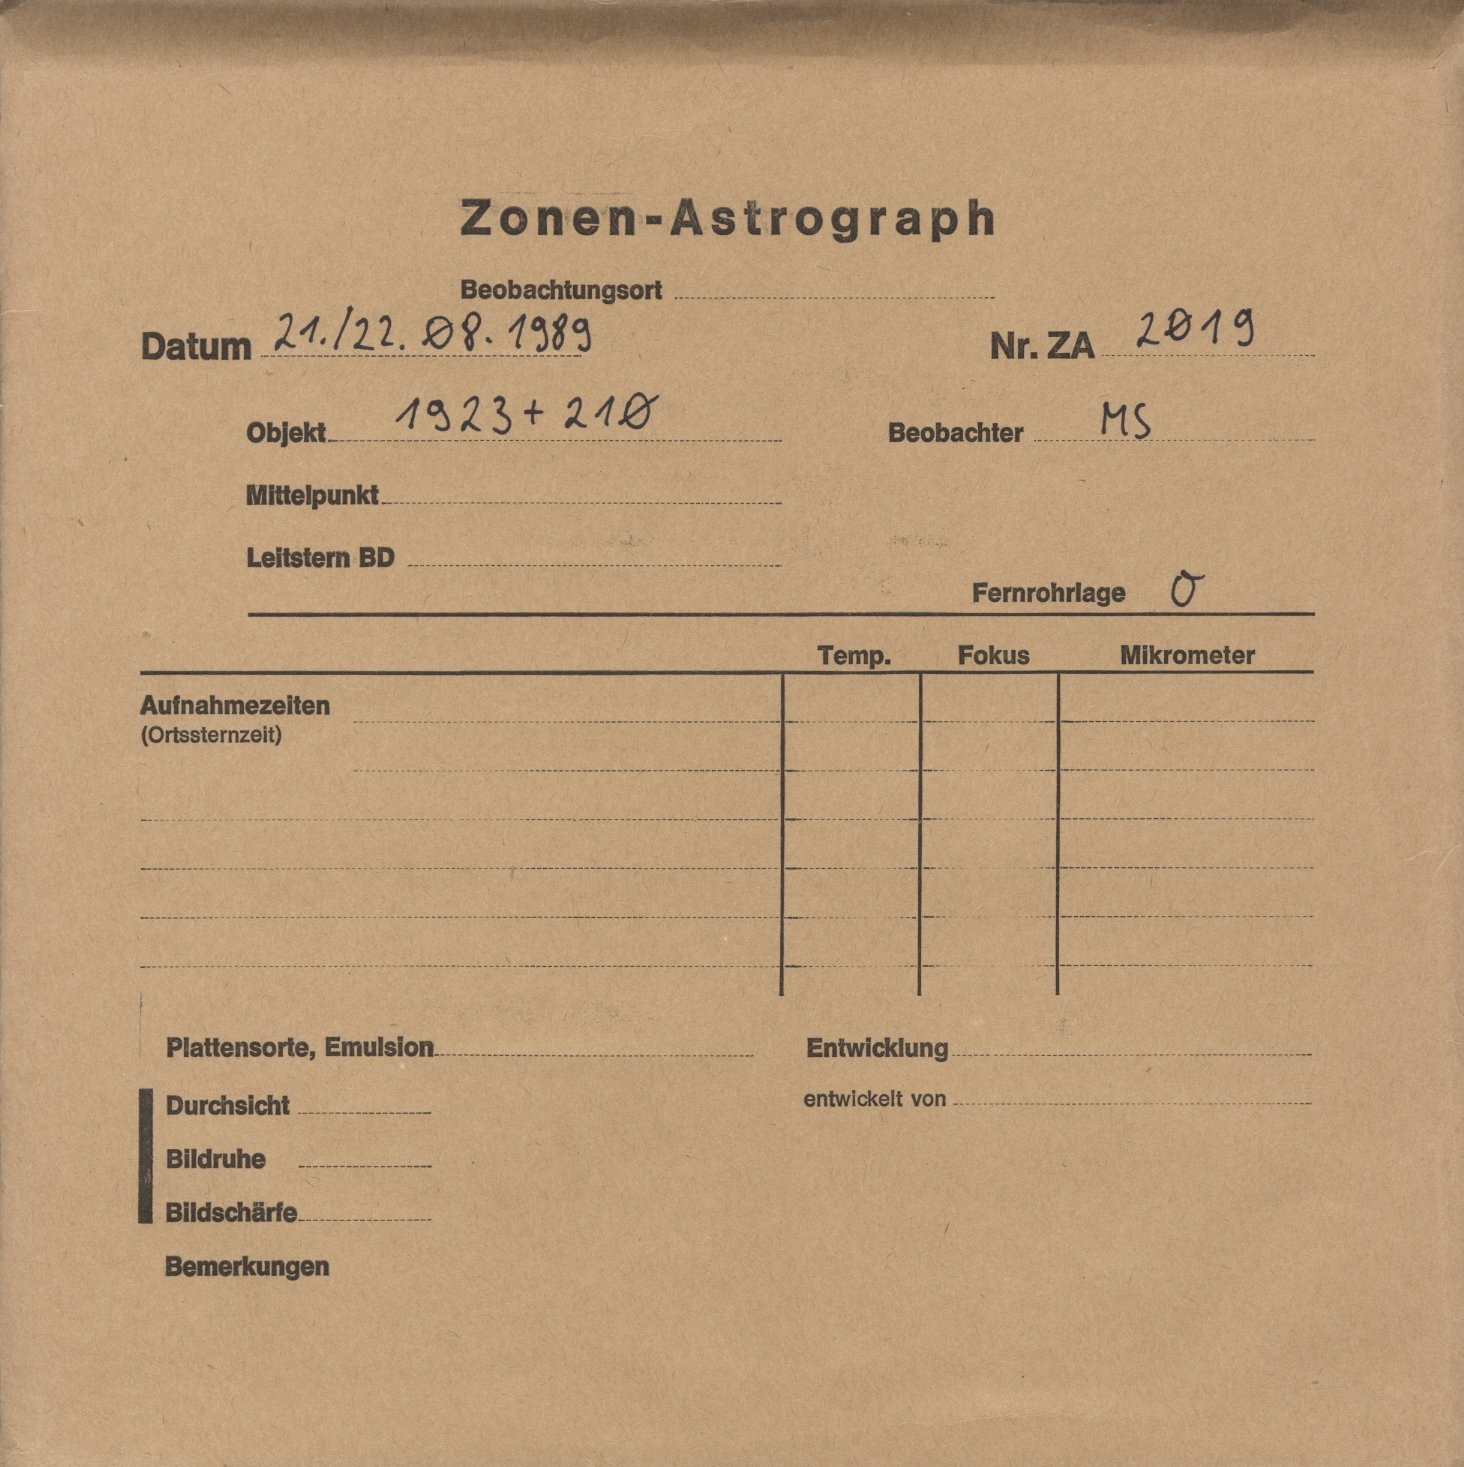 Zonen-Astrograph
Beobachtungsort
Datum 21./22. 08. 1989 Nr. ZA 2019
Objekt 1923+210 Beobachter MS
Mittelpunkt
Leitstern BD
Fernrohrlage O
Temp. Fokus Mikrometer
Aufnahmezeiten
(Ortssternzeit)
Plattensorte, Emulsion Entwicklung
Durchsicht entwickelt von
Bildruhe
Bildschärfe
Bemerkungen